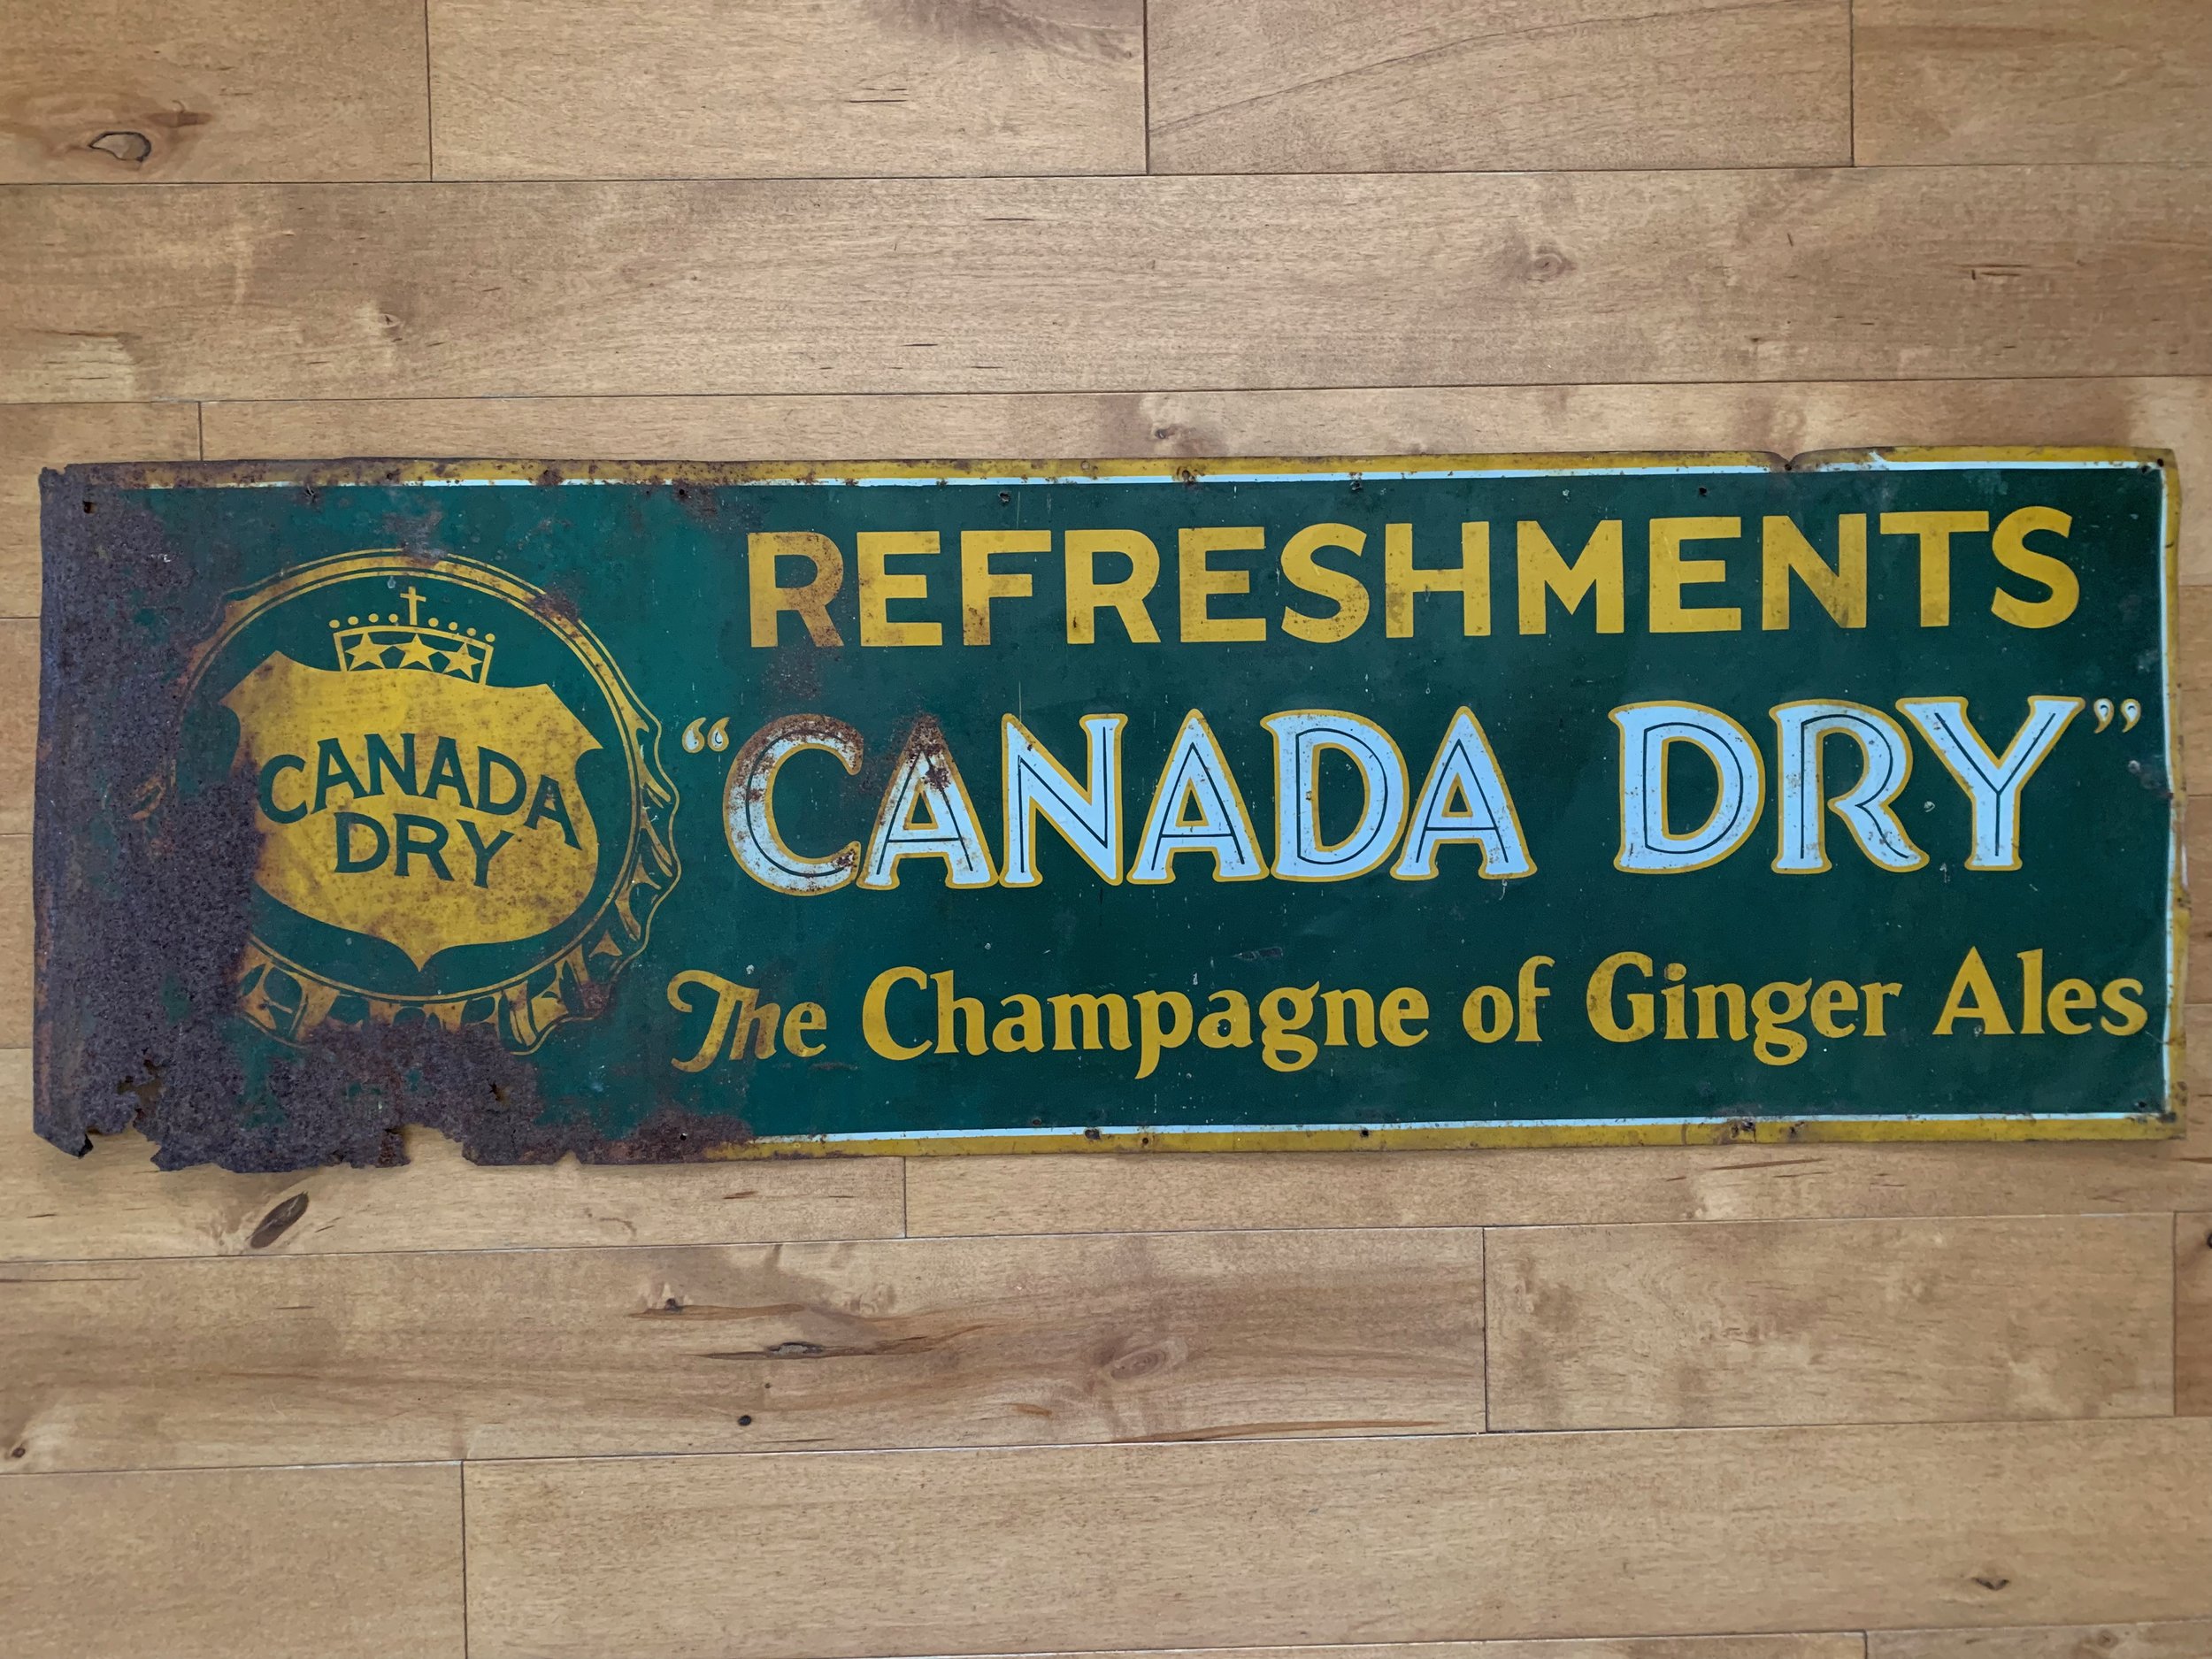 CANADA
DRY
REFRESHMENTS
“CANADA DRY”
The Champagne of Ginger Ales